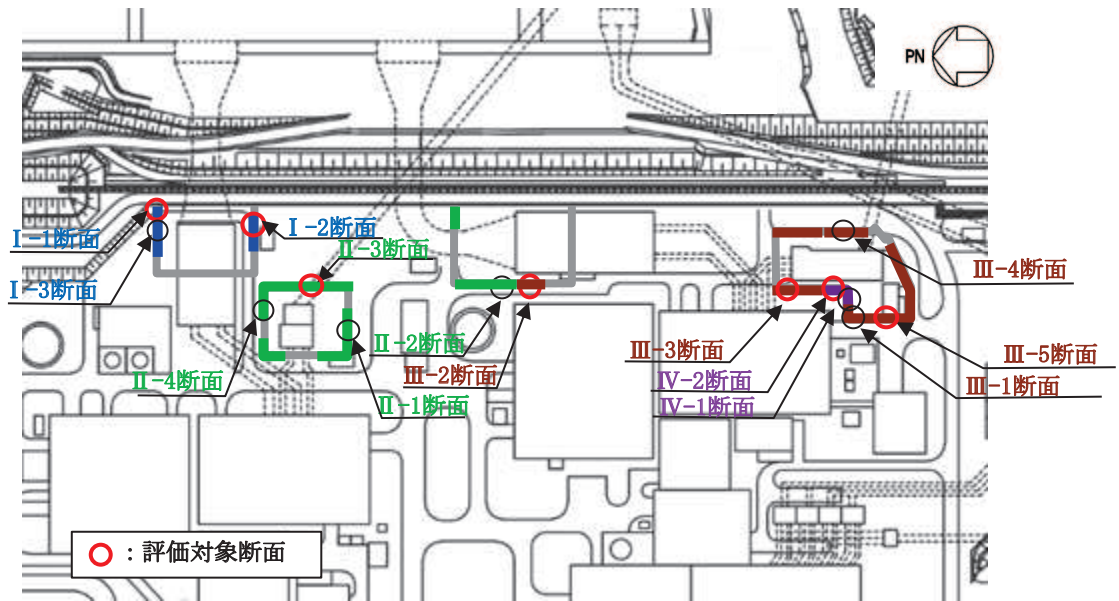 PN
Ⅰ-1断面
Ⅰ-2断面
Ⅱ-3断面
Ⅲ-4断面
Ⅰ-3断面
Ⅱ-2断面
Ⅲ-3断面
Ⅲ-5断面
Ⅱ-4断面
Ⅲ-2断面
Ⅳ-2断面
Ⅲ-1断面
Ⅱ-1断面
Ⅳ-1断面
：評価対象断面